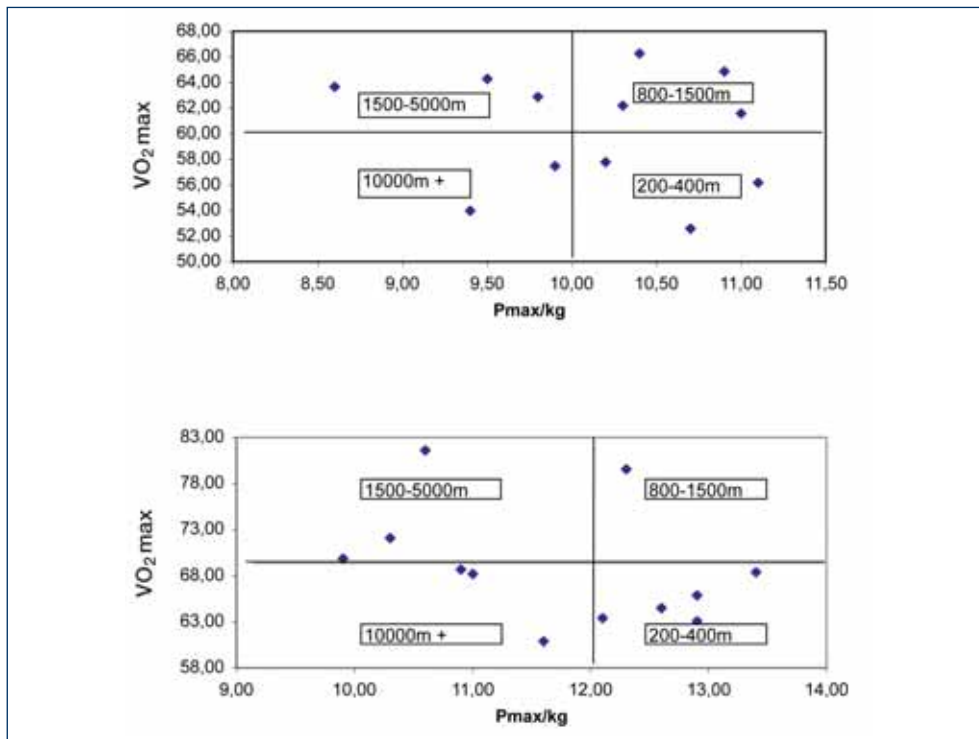 68,00
66,00
64,00
62,00
60,00
58,00
56,00
54,00
52,00
50,00
VO₂ max
1500-5000m
800-1500m
10000m +
200-400m
8,00 8,50 9,00 9,50 10,00 10,50 11,00 11,50
Pmax/kg
83,00
78,00
73,00
68,00
63,00
58,00
VO₂ max
1500-5000m
800-1500m
10000m +
200-400m
9,00 10,00 11,00 12,00 13,00 14,00
Pmax/kg